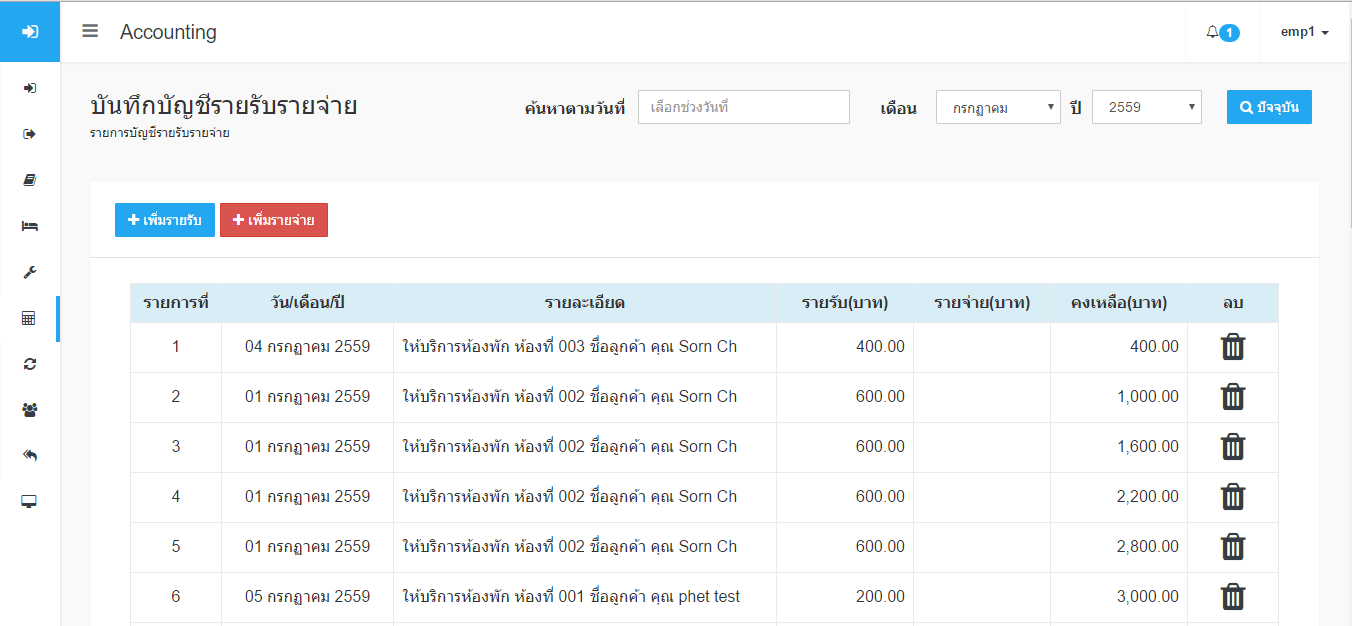 Accounting
1
emp1
บันทึกบัญชีรายรับรายจ่าย
รายการบัญชีรายรับรายจ่าย
ค้นหาตามวันที่ เลือกช่วงวันที่ เดือน กรกฏาคม ปี 2559 ปัจจุบัน
เพิ่มรายรับ เพิ่มรายจ่าย
รายการที่ วัน/เดือน/ปี รายละเอียด รายรับ(บาท) รายจ่าย(บาท) คงเหลือ(บาท) ลบ
1 04 กรกฏาคม 2559 ให้บริการห้องพัก ห้องที่ 003 ชื่อลูกค้า คุณ Sorn Ch 400.00 400.00
2 01 กรกฏาคม 2559 ให้บริการห้องพัก ห้องที่ 002 ชื่อลูกค้า คุณ Sorn Ch 600.00 1,000.00
3 01 กรกฏาคม 2559 ให้บริการห้องพัก ห้องที่ 002 ชื่อลูกค้า คุณ Sorn Ch 600.00 1,600.00
4 01 กรกฏาคม 2559 ให้บริการห้องพัก ห้องที่ 002 ชื่อลูกค้า คุณ Sorn Ch 600.00 2,200.00
5 01 กรกฏาคม 2559 ให้บริการห้องพัก ห้องที่ 002 ชื่อลูกค้า คุณ Sorn Ch 600.00 2,800.00
6 05 กรกฏาคม 2559 ให้บริการห้องพัก ห้องที่ 001 ชื่อลูกค้า คุณ phet test 200.00 3,000.00